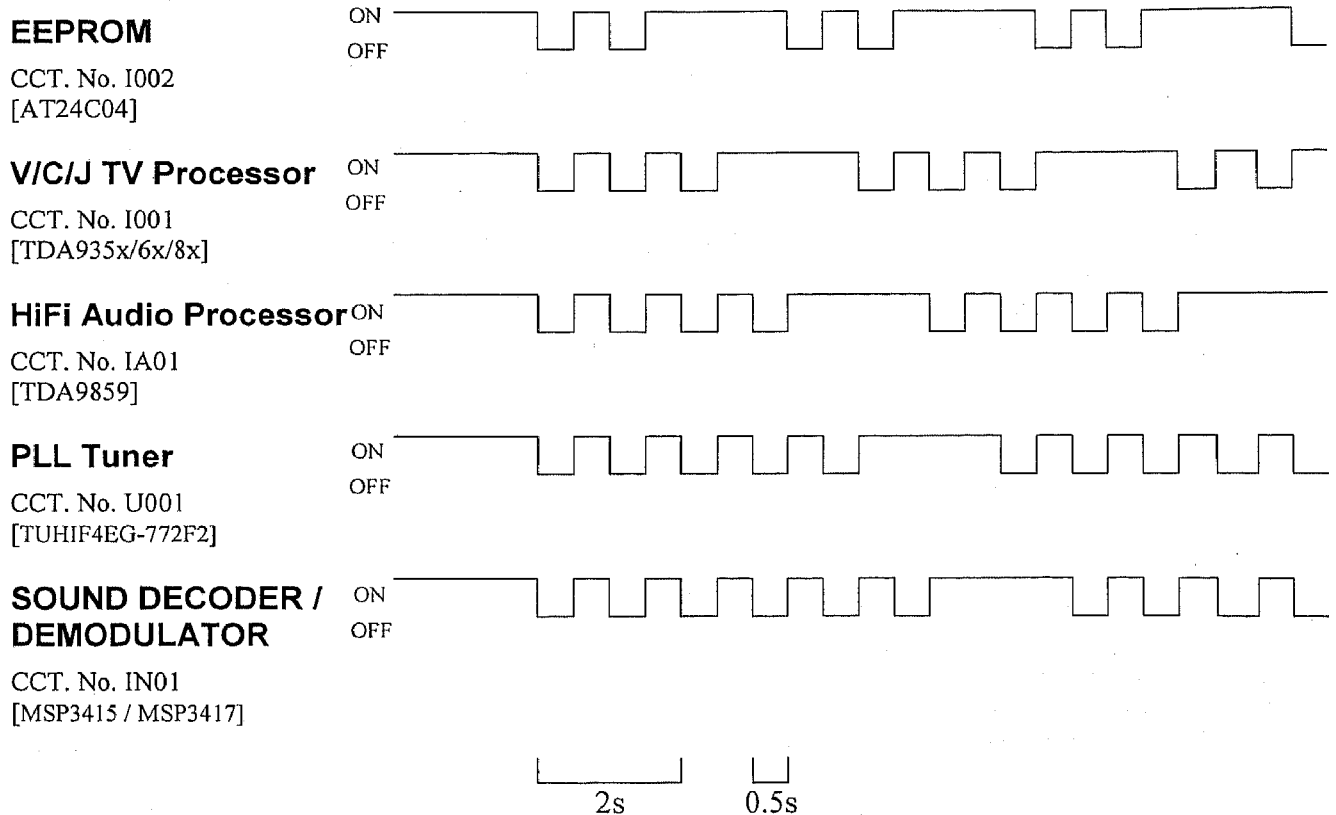 EEPROM
ON
OFF
CCT. No. I002
[AT24C04]
V/C/J TV Processor
ON
OFF
CCT. No. I001
[TDA935x/6x/8x]
HiFi Audio Processor
ON
OFF
CCT. No. IA01
[TDA9859]
PLL Tuner
ON
OFF
CCT. No. U001
[TUHIF4EG-772F2]
SOUND DECODER /
DEMODULATOR
ON
OFF
CCT. No. IN01
[MSP3415 / MSP3417]
2s
0.5s